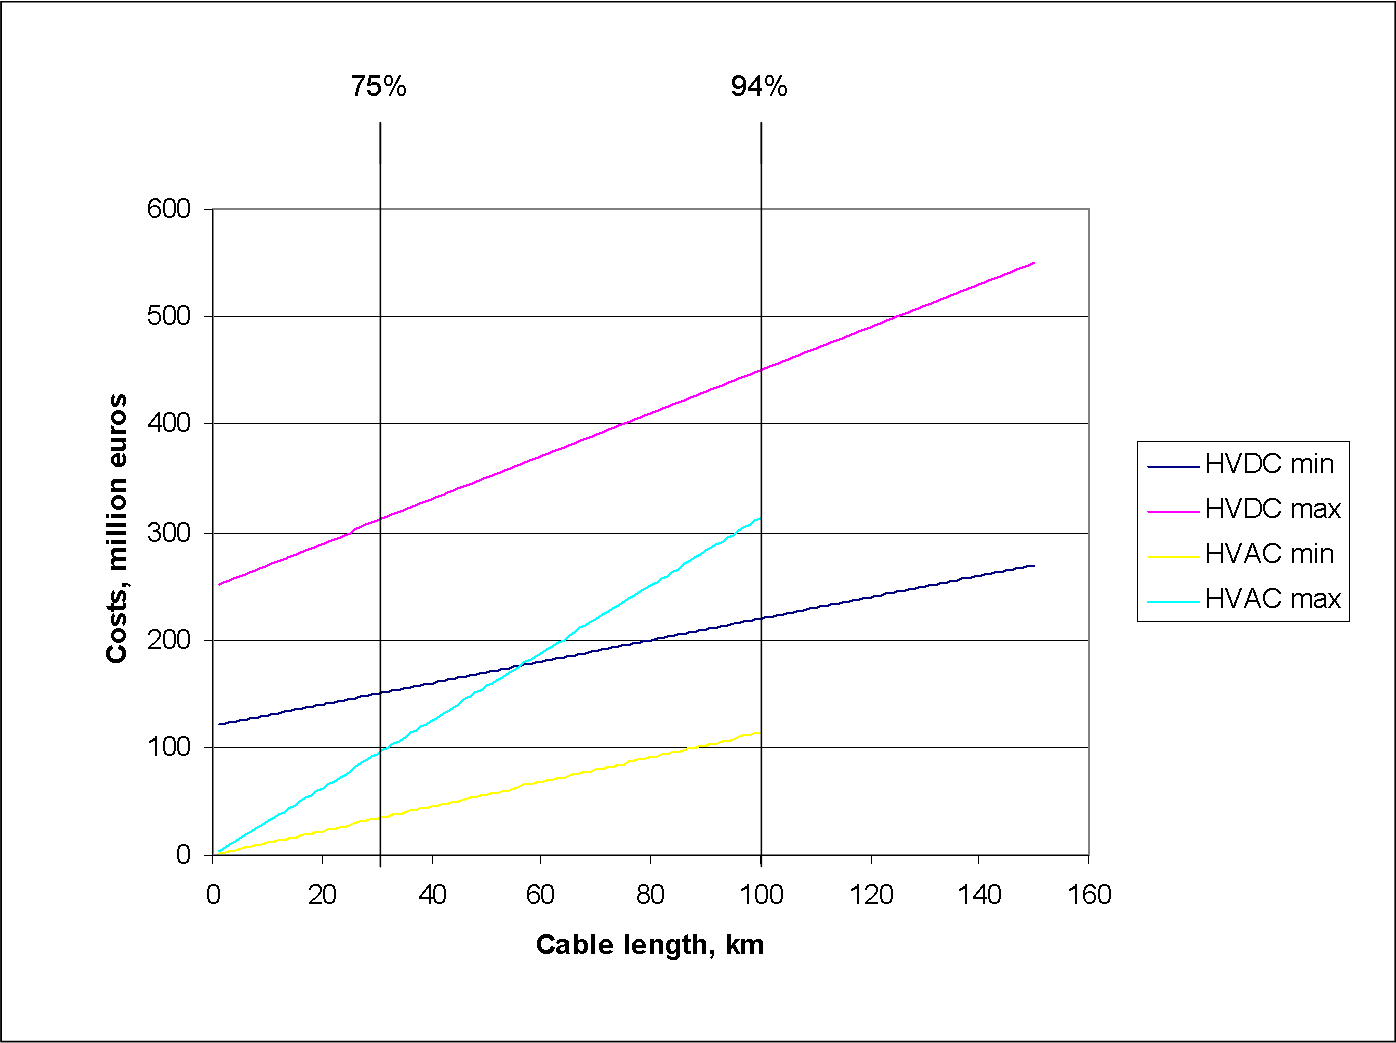 75% 94%
600
500
400
300
200
100
0
0 20 40 60 80 100 120 140 160
Costs, million euros
Cable length, km
HVDC min
HVDC max
HVAC min
HVAC max